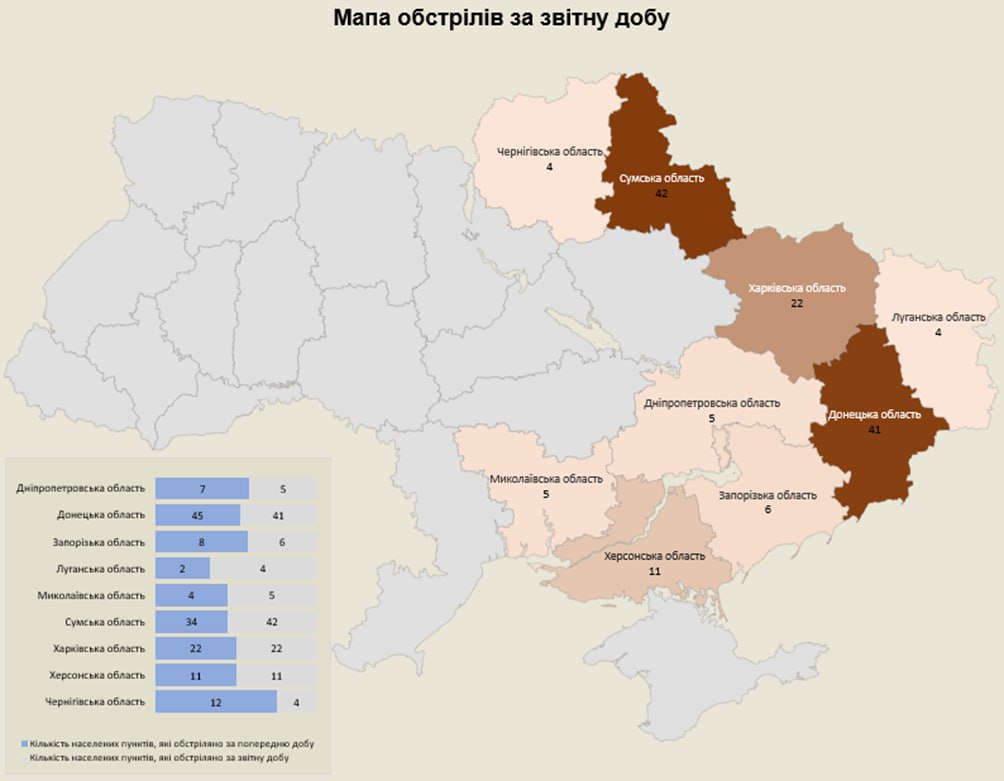 Мапа обстрілів за звітну добу
Чернігівська область
4
Сумська область
42
Харківська область
22
Луганська область
4
Дніпропетровська область
5
Донецька область
41
Миколаївська область
5
Запорізька область
6
Херсонська область
11
Дніпропетровська область 7 5
Донецька область 45 41
Запорізька область 8 6
Луганська область 2 4
Миколаївська область 4 5
Сумська область 34 42
Харківська область 22 22
Херсонська область 11 11
Чернігівська область 12 4
Кількість населених пунктів, які обстріляно за попередню добу
Кількість населених пунктів, які обстріляно за звітну добу